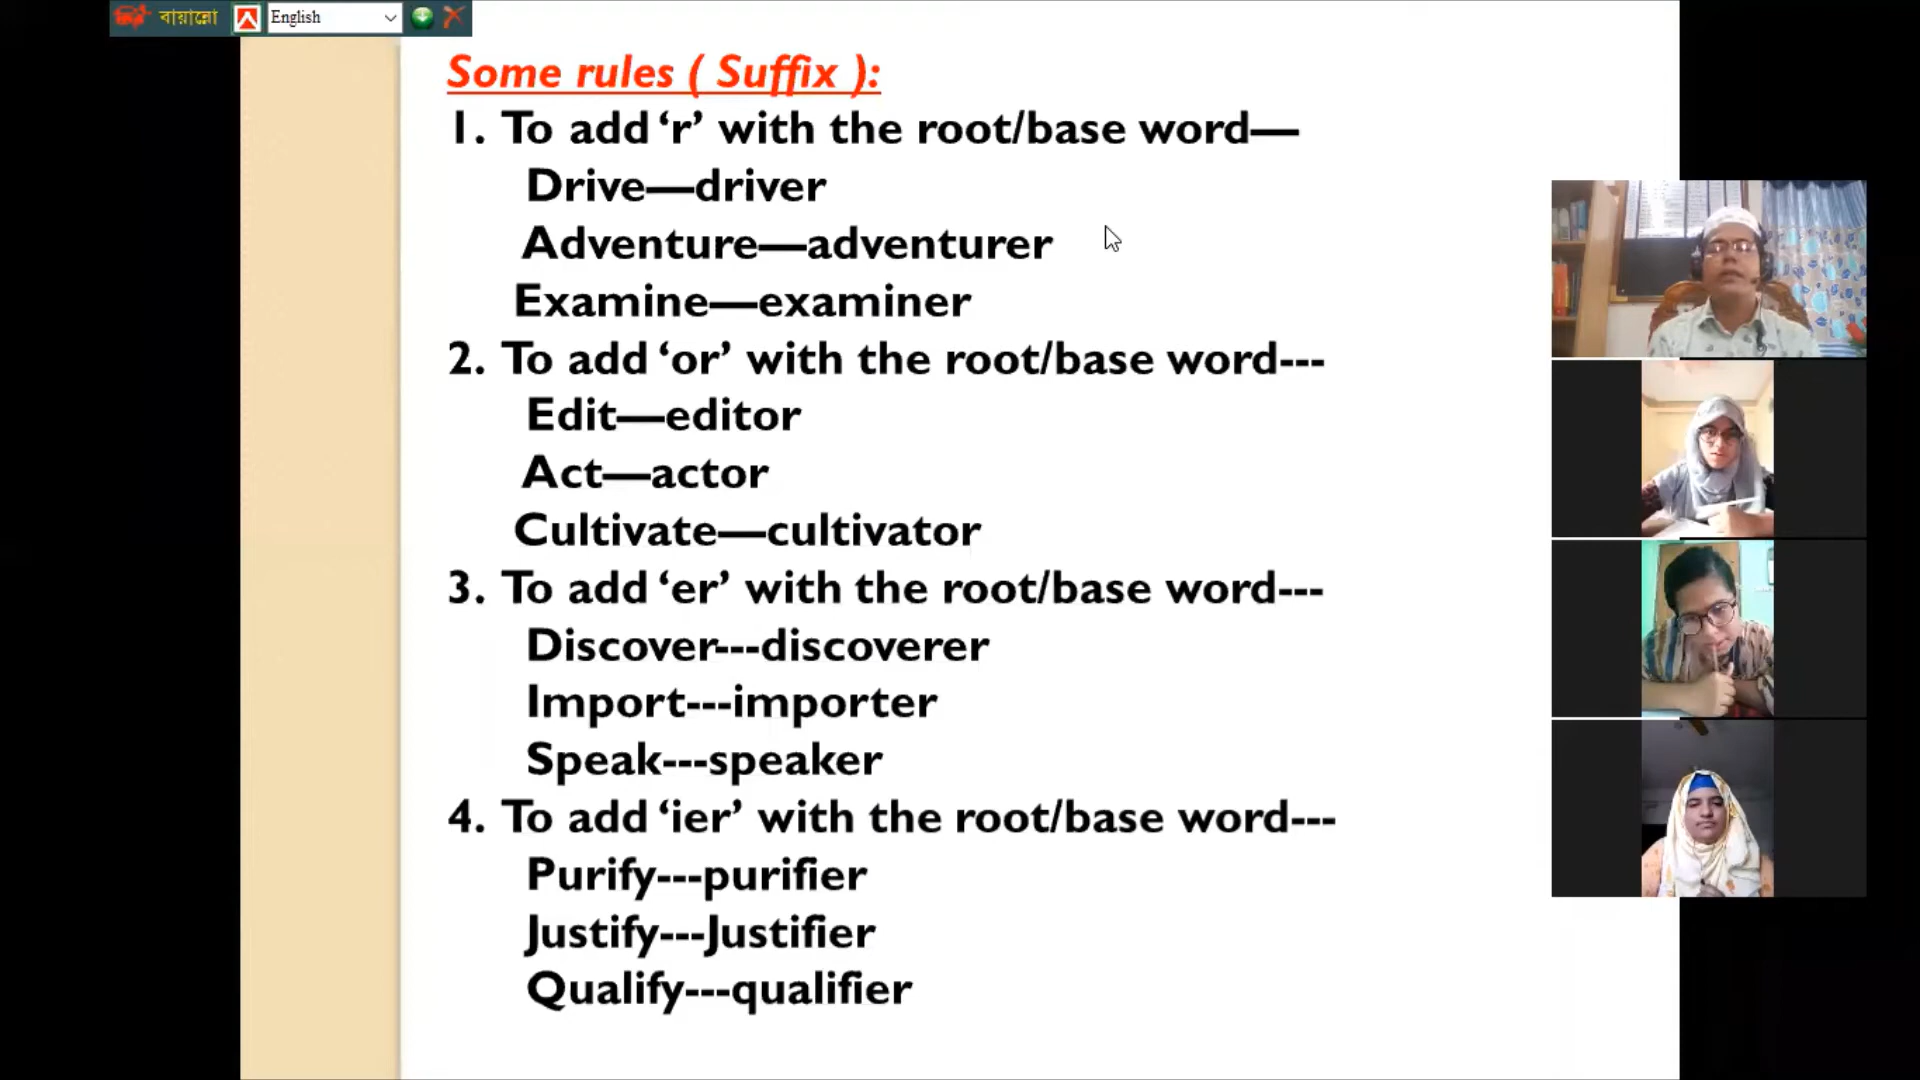 বায়ান্নো English
Some rules ( Suffix ):
1. To add ‘r’ with the root/base word—
Drive—driver
Adventure—adventurer
Examine—examiner
2. To add ‘or’ with the root/base word---
Edit—editor
Act—actor
Cultivate—cultivator
3. To add ‘er’ with the root/base word---
Discover---discoverer
Import---importer
Speak---speaker
4. To add ‘ier’ with the root/base word---
Purify---purifier
Justify---Justifier
Qualify---qualifier